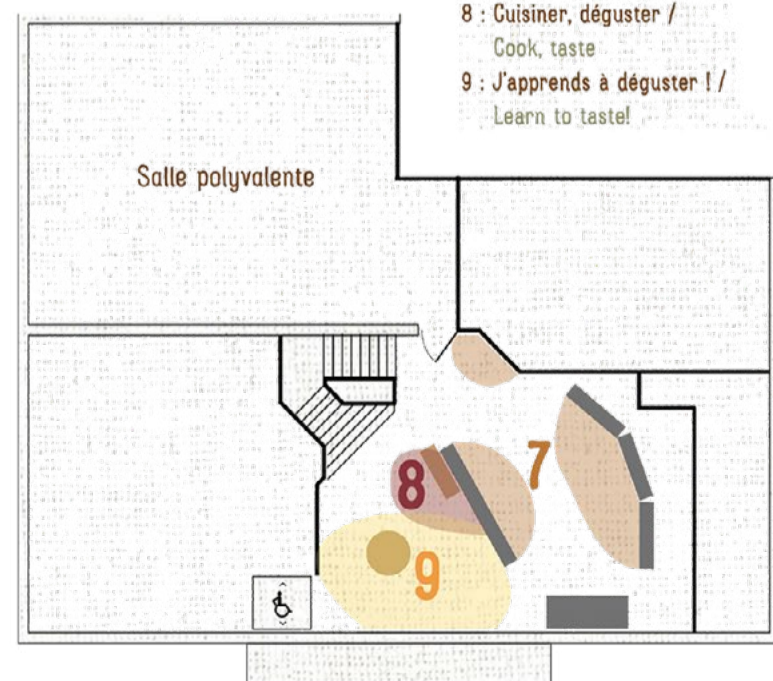 8 : Cuisiner, déguster /
Cook, taste
9 : J'apprends à déguster ! /
Learn to taste!
Salle polyvalente
7
8
9